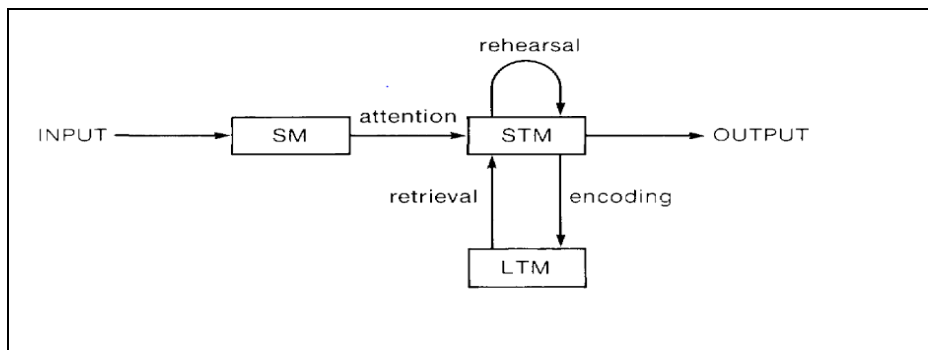 rehearsal
attention
INPUT SM STM OUTPUT
retrieval encoding
LTM